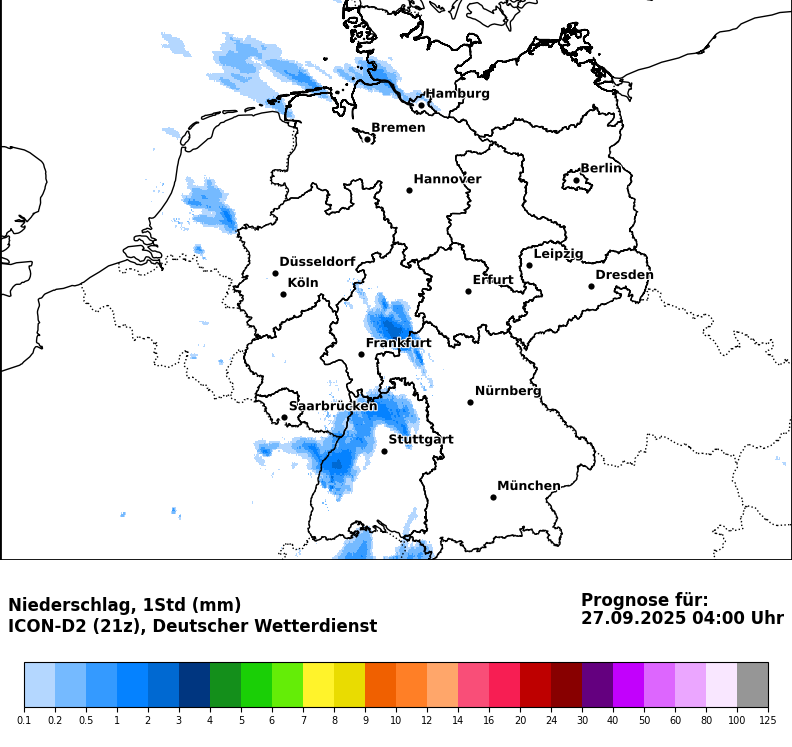 Hamburg
Bremen
Berlin
Hannover
Leipzig
Düsseldorf
Dresden
Köln
Erfurt
Frankfurt
Nürnberg
Saarbrücken
Stuttgart
München
Niederschlag, 1Std (mm)
ICON-D2 (21z), Deutscher Wetterdienst
Prognose für:
27.09.2025 04:00 Uhr
0.1 0.2 0.5 1 2 3 4 5 6 7 8 9 10 12 14 16 20 24 30 40 50 60 80 100 125